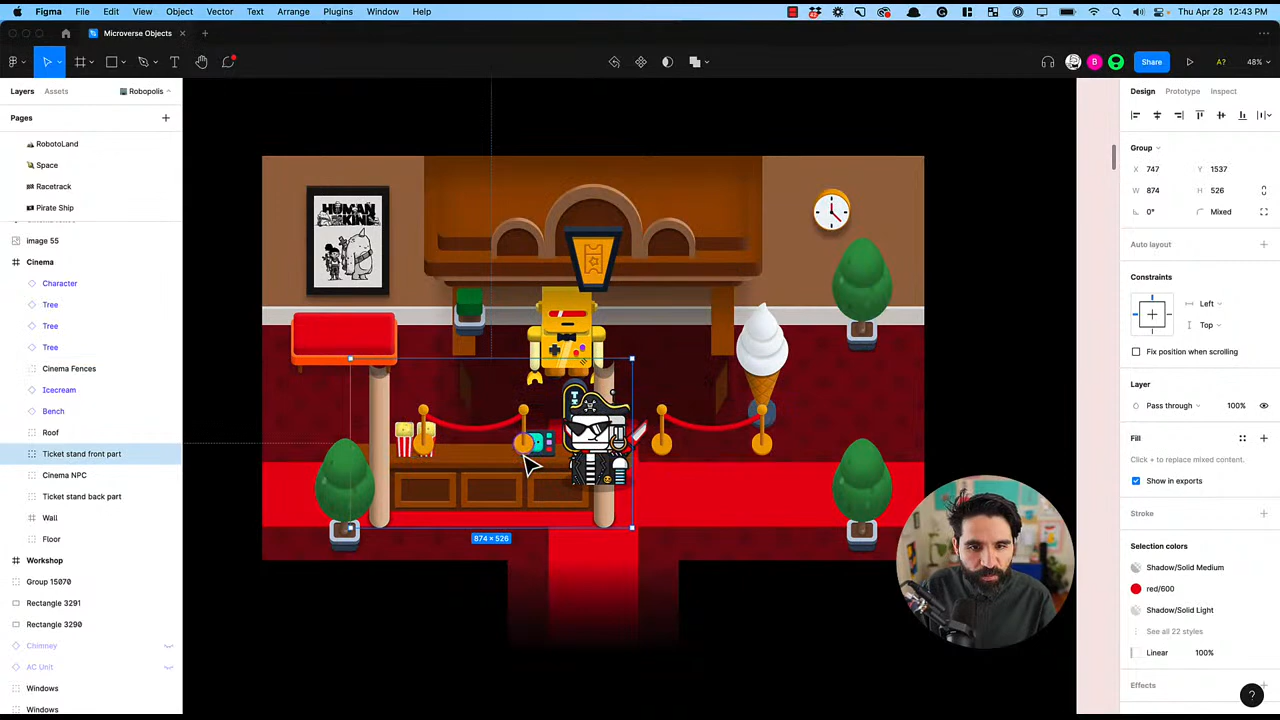 Figma File Edit View Object Vector Text Arrange Plugins Window Help Thu Apr 28 12:43 PM
Microverse Objects
B Share A? 48%
Layers Assets Robopolis
Pages
RobotoLand
Space
Racetrack
Pirate Ship
image 55
Cinema
Character
Tree
Tree
Tree
Cinema Fences
Icecream
Bench
Roof
Ticket stand front part
Cinema NPC
Ticket stand back part
Wall
Floor
Workshop
Group 15070
Rectangle 3291
Rectangle 3290
Chimney
AC Unit
Windows
Windows
HUMAN
KIND
874 × 526
Design Prototype Inspect
Group
X 747 Y 1537
W 874 H 526
0° Mixed
Auto layout
Constraints
Left
Top
Fix position when scrolling
Layer
Pass through 100%
Fill
Click + to replace mixed content.
Show in exports
Stroke
Selection colors
Shadow/Solid Medium
red/600
Shadow/Solid Light
See all 22 styles
Linear 100%
Effects
?